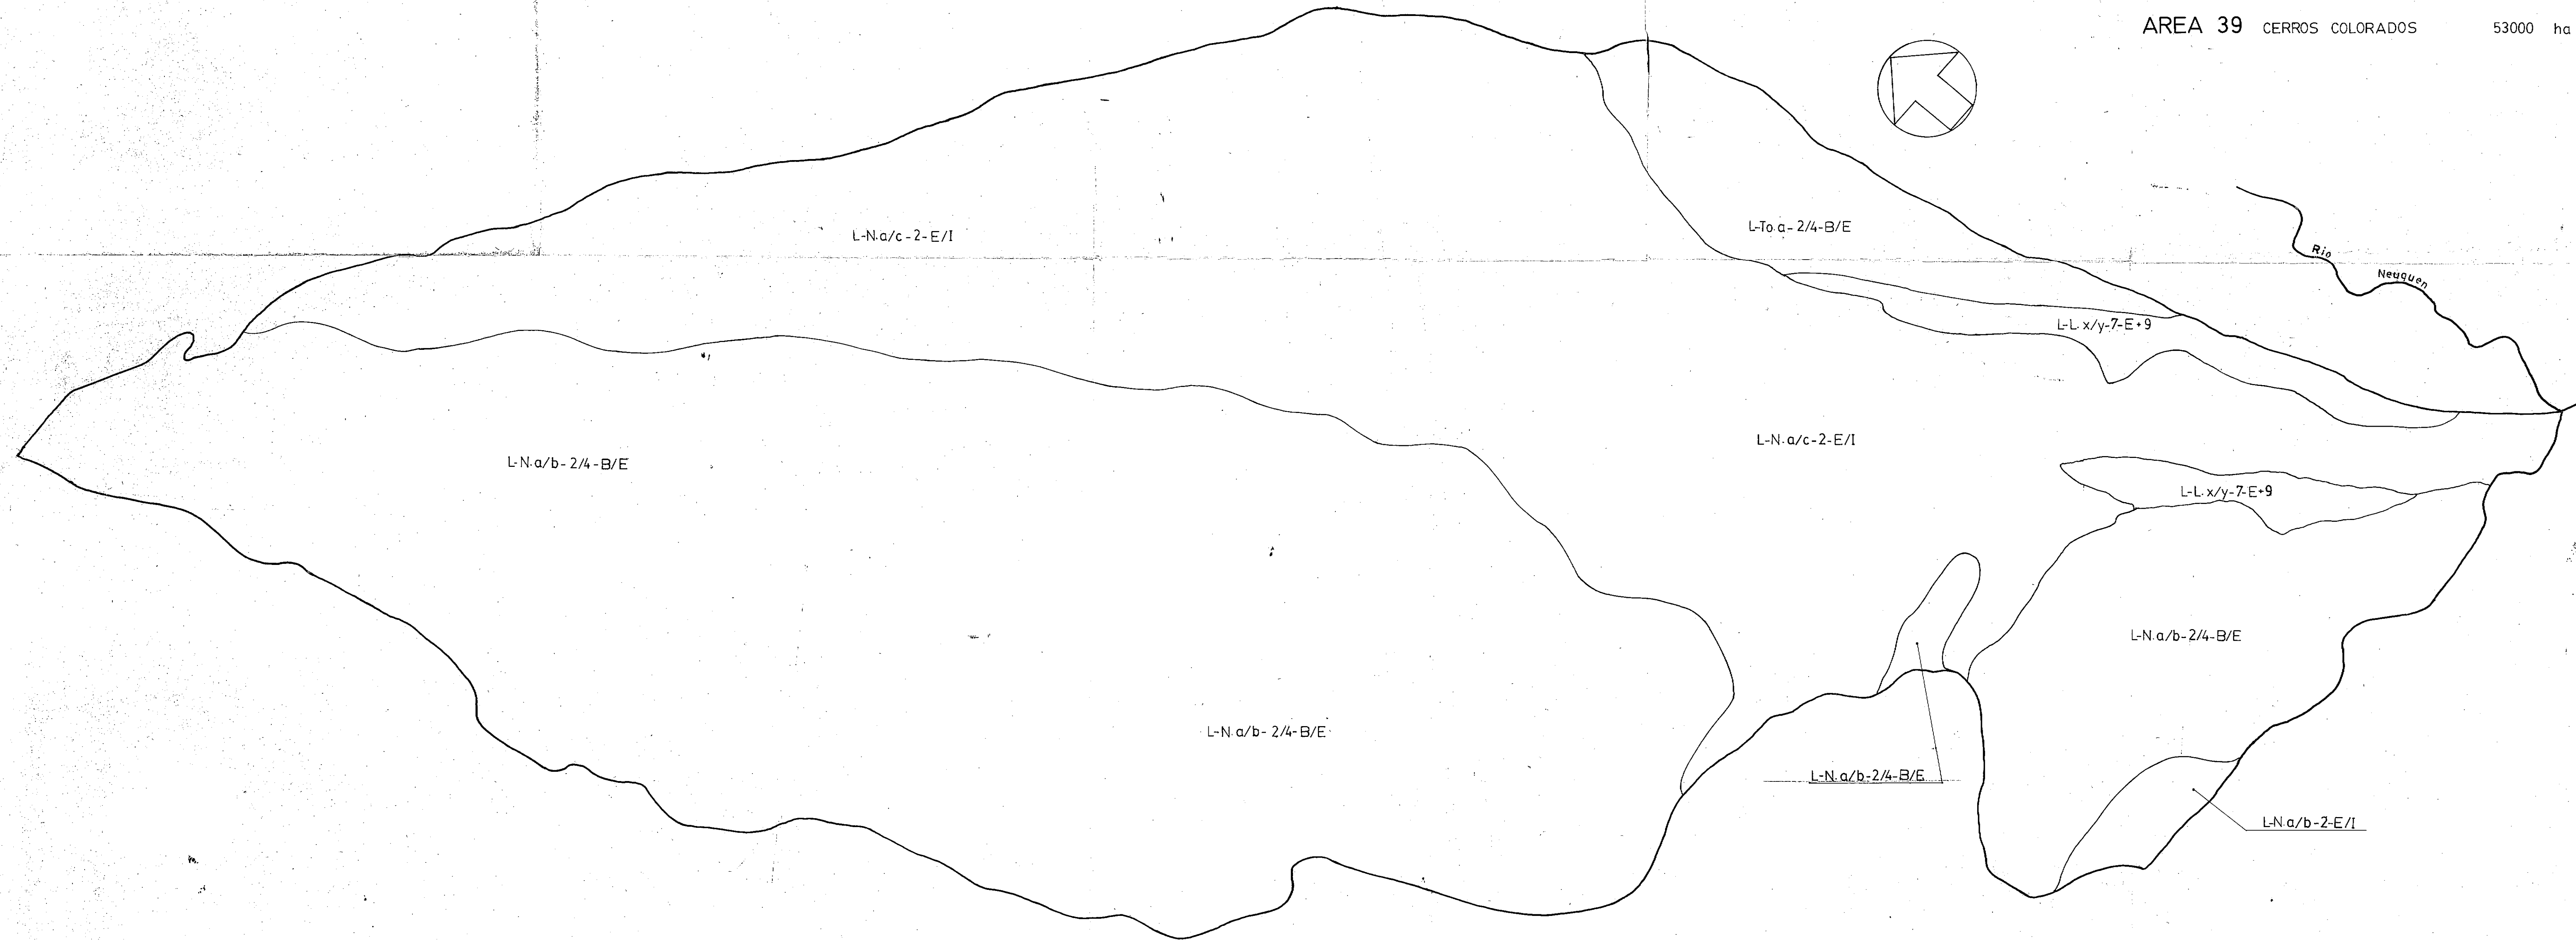 AREA 39 CERROS COLORADOS 53000 ha
L-N.a/c-2-E/I
L-To.a-2/4-B/E
Rio
Neuquen
L-L.x/y-7-E+9
L-N.a/c-2-E/I
L-N.a/b-2/4-B/E
L-L.x/y-7-E+9
L-N.a/b-2/4-B/E
L-N.a/b-2/4-B/E
L-N.a/b-2/4-B/E
L-N.a/b-2-E/I